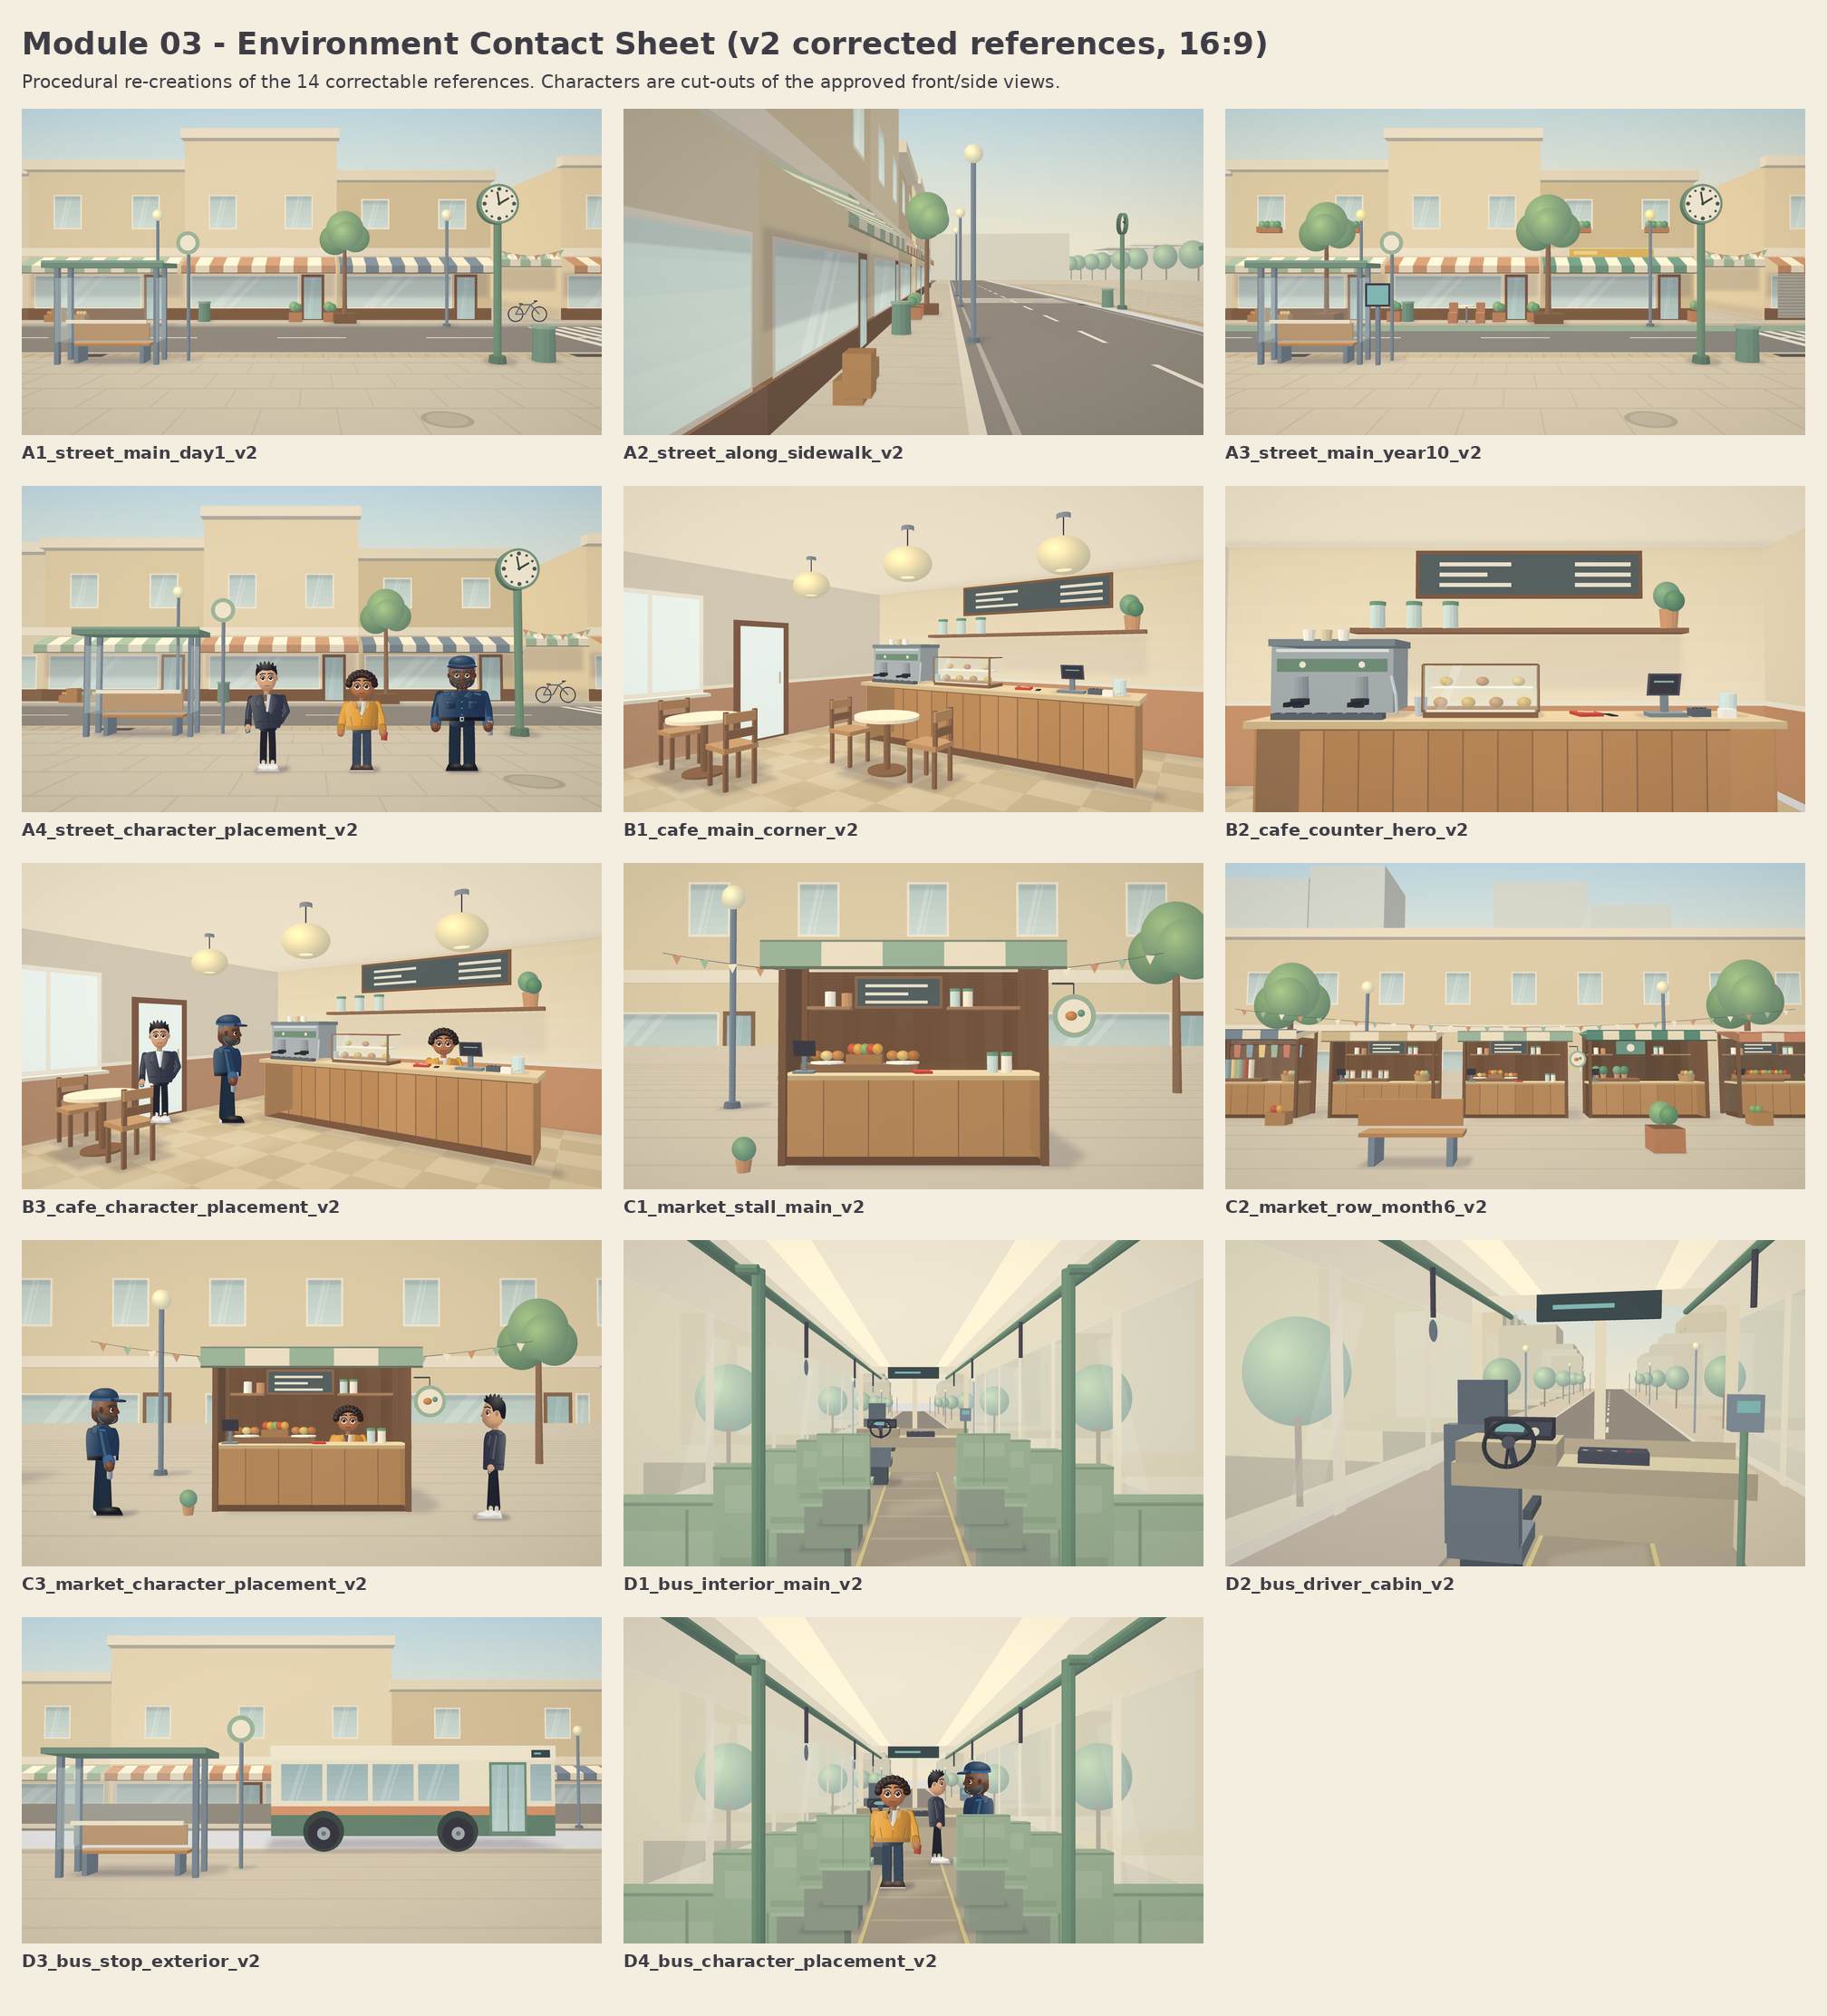 Module 03 - Environment Contact Sheet (v2 corrected references, 16:9)
Procedural re-creations of the 14 correctable references. Characters are cut-outs of the approved front/side views.
A1_street_main_day1_v2
A2_street_along_sidewalk_v2
A3_street_main_year10_v2
A4_street_character_placement_v2
B1_cafe_main_corner_v2
B2_cafe_counter_hero_v2
B3_cafe_character_placement_v2
C1_market_stall_main_v2
C2_market_row_month6_v2
C3_market_character_placement_v2
D1_bus_interior_main_v2
D2_bus_driver_cabin_v2
D3_bus_stop_exterior_v2
D4_bus_character_placement_v2